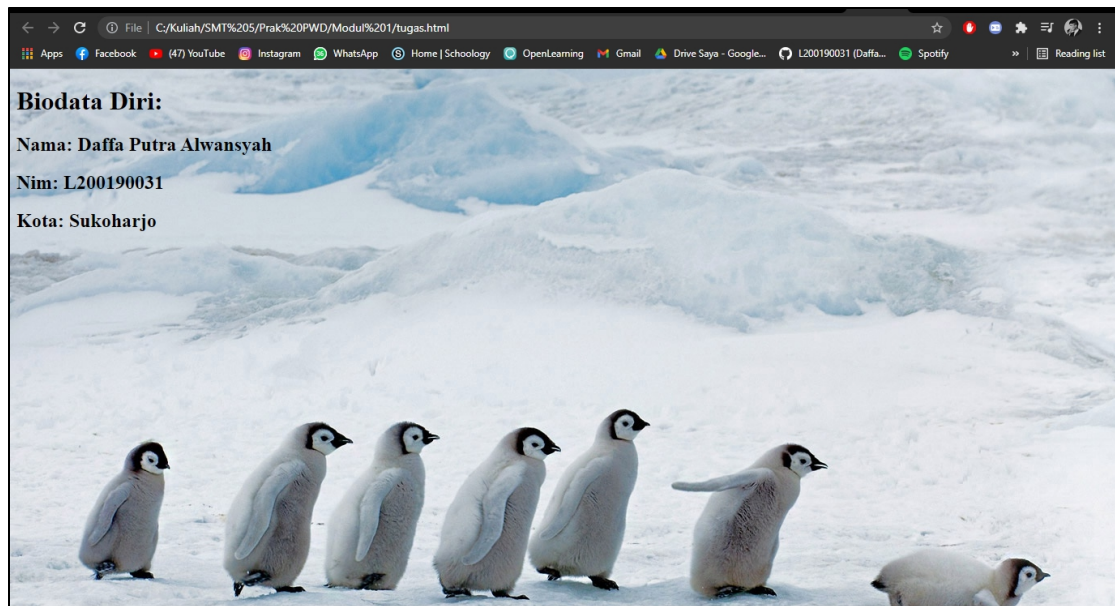 File C:/Kuliah/SMT%205/Prak%20PWD/Modul%201/tugas.html
Apps Facebook (47) YouTube Instagram WhatsApp Home | Schoology OpenLearning Gmail Drive Saya - Google... L200190031 (Daffa... Spotify » Reading list
Biodata Diri:
Nama: Daffa Putra Alwansyah
Nim: L200190031
Kota: Sukoharjo